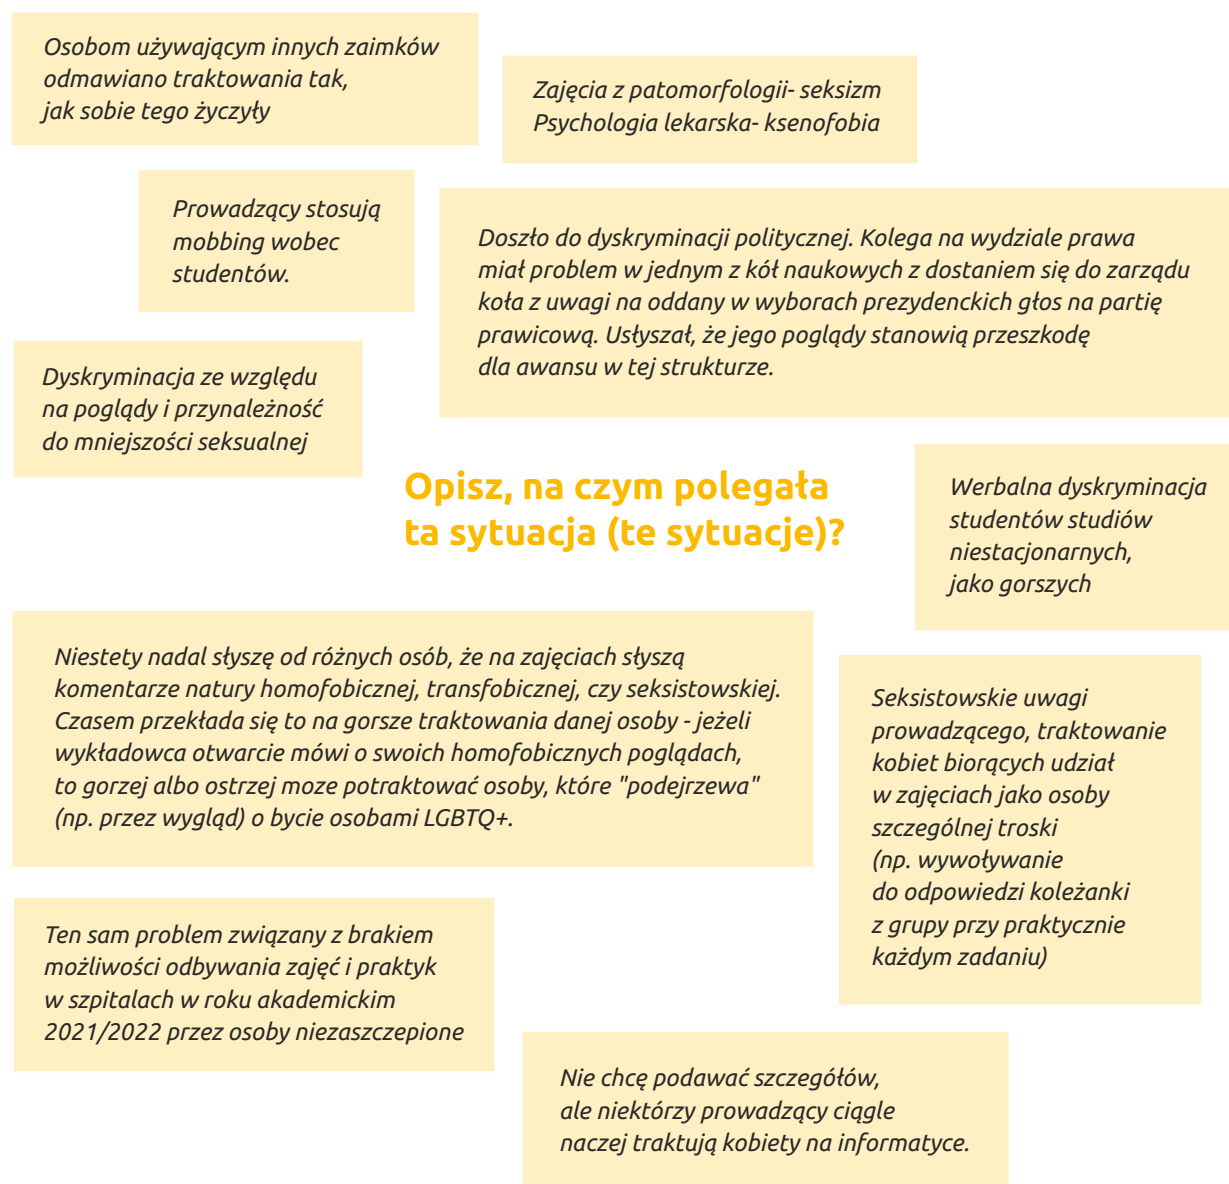 Osobom używającym innych zaimków
odmawiano traktowania tak,
jak sobie tego życzyły
Zajęcia z patomorfologii- seksizm
Psychologia lekarska- ksenofobia
Prowadzący stosują
mobbing wobec
studentów.
Doszło do dyskryminacji politycznej. Kolega na wydziale prawa
miał problem w jednym z kół naukowych z dostaniem się do zarządu
koła z uwagi na oddany w wyborach prezydenckich głos na partię
prawicową. Usłyszał, że jego poglądy stanowią przeszkodę
dla awansu w tej strukturze.
Dyskryminacja ze względu
na poglądy i przynależność
do mniejszości seksualnej
Opisz, na czym polegała
ta sytuacja (te sytuacje)?
Werbalna dyskryminacja
studentów studiów
niestacjonarnych,
jako gorszych
Niestety nadal słyszę od różnych osób, że na zajęciach słyszą
komentarze natury homofobicznej, transfobicznej, czy seksistowskiej.
Czasem przekłada się to na gorsze traktowania danej osoby - jeżeli
wykładowca otwarcie mówi o swoich homofobicznych poglądach,
to gorzej albo ostrzej moze potraktować osoby, które "podejrzewa"
(np. przez wygląd) o bycie osobami LGBTQ+.
Seksistowskie uwagi
prowadzącego, traktowanie
kobiet biorących udział
w zajęciach jako osoby
szczególnej troski
(np. wywoływanie
do odpowiedzi koleżanki
z grupy przy praktycznie
każdym zadaniu)
Ten sam problem związany z brakiem
możliwości odbywania zajęć i praktyk
w szpitalach w roku akademickim
2021/2022 przez osoby niezaszczepione
Nie chcę podawać szczegółów,
ale niektórzy prowadzący ciągle
naczej traktują kobiety na informatyce.